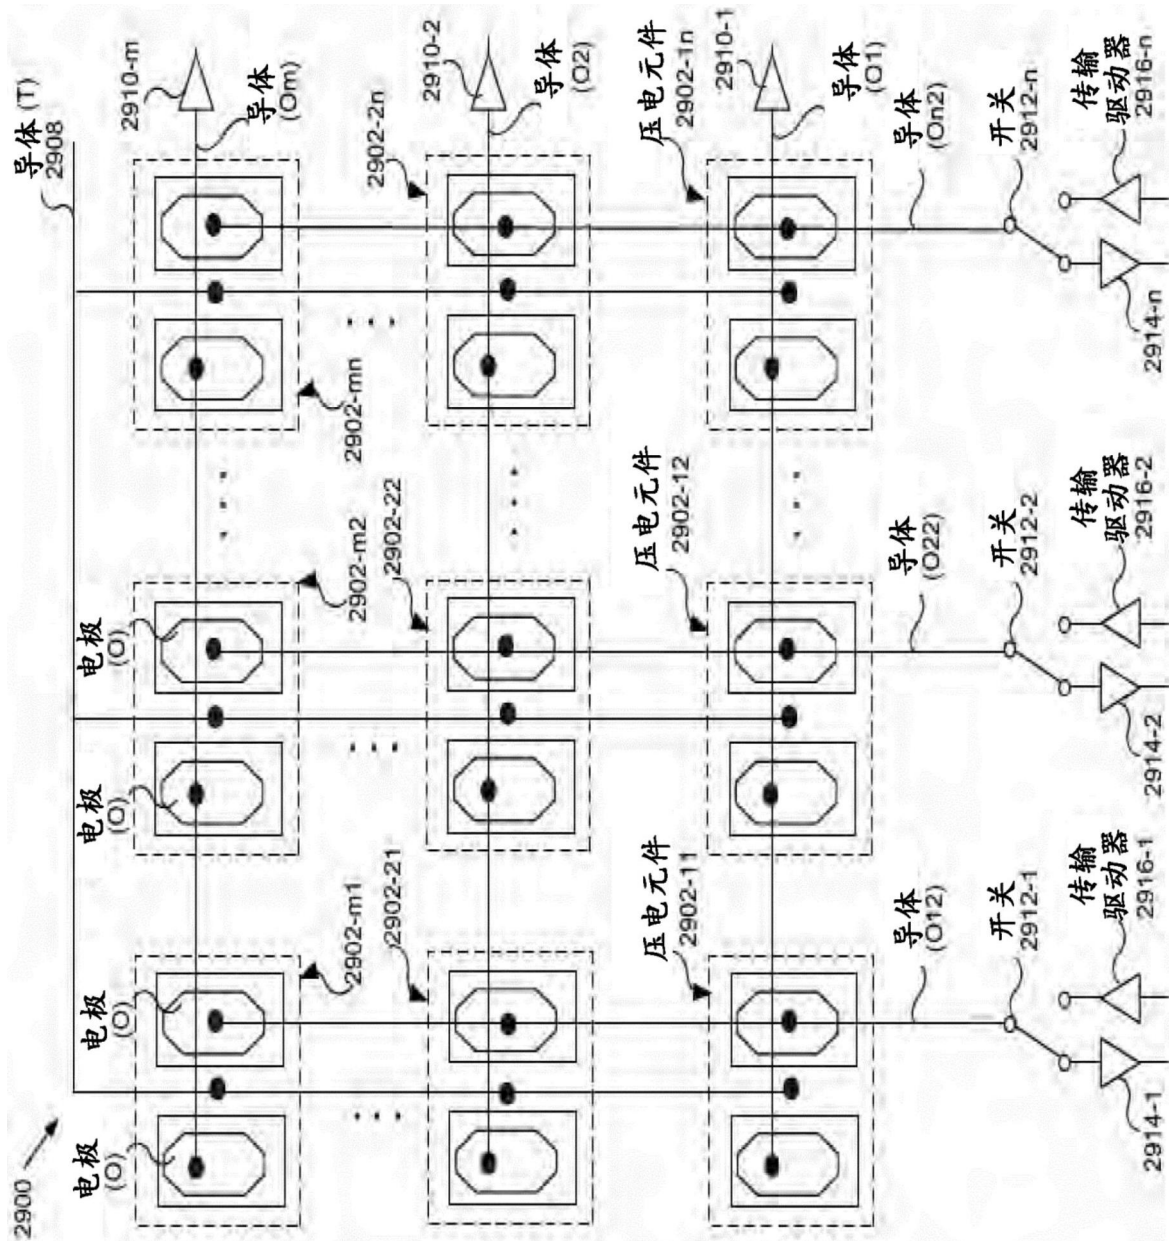 2900
导体 (T)
2908
电极
(O)
电极
(O)
电极
(O)
电极
(O)
2910-m
导体
(Om)
2902-m1
2902-m2
2902-mn
2902-21
2902-22
2902-2n
2910-2
导体
(O2)
压电元件
2902-11
压电元件
2902-12
压电元件
2902-1n
2910-1
导体
(O1)
导体
(O12)
导体
(O22)
导体
(On2)
开关
2912-1
开关
2912-2
开关
2912-n
传输
驱动器
2916-1
传输
驱动器
2916-2
传输
驱动器
2916-n
2914-1
2914-2
2914-n